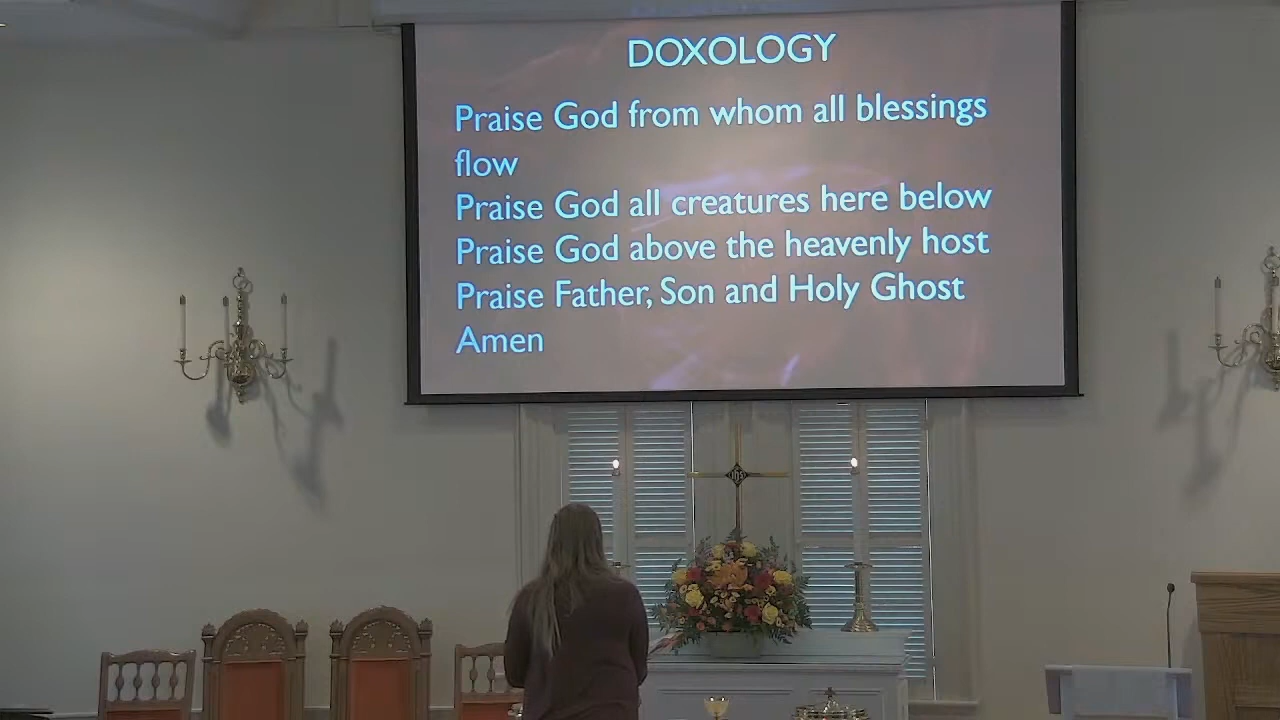 DOXOLOGY
Praise God from whom all blessings
flow
Praise God all creatures here below
Praise God above the heavenly host
Praise Father, Son and Holy Ghost
Amen
IHS